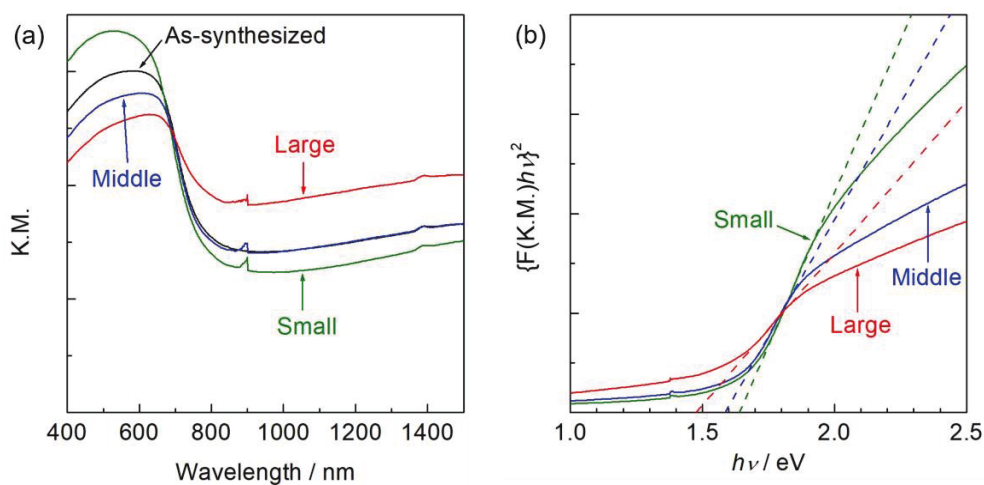 (a)
As-synthesized
Large
Middle
Small
K.M.
400 600 800 1000 1200 1400
Wavelength / nm
(b)
Small
Middle
Large
{F(K.M.)hν}²
1.0 1.5 2.0 2.5
hν / eV